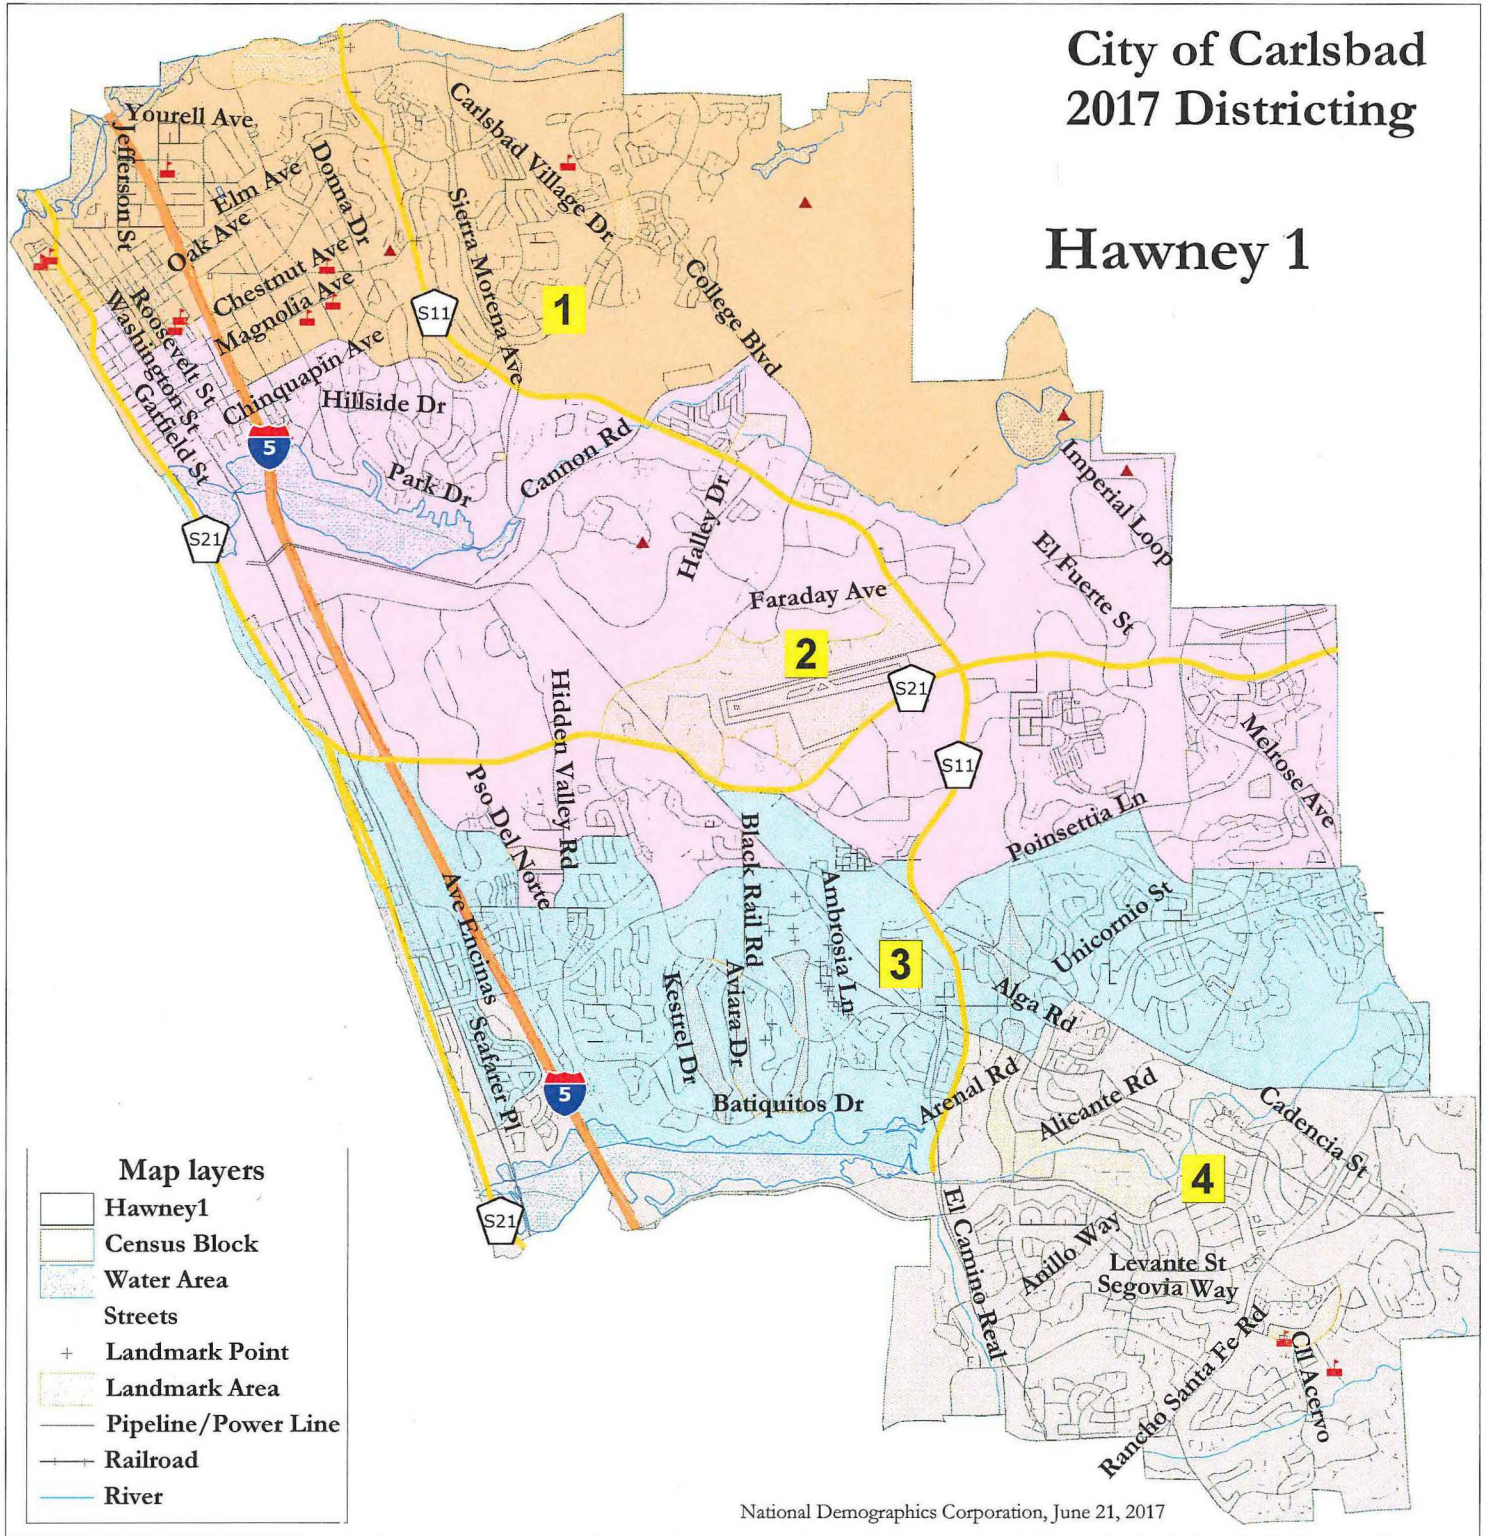 City of Carlsbad
2017 Districting
Hawney 1
Yourell Ave
Jefferson St
Elm Ave
Donna Dr
Oak Ave
Carlsbad Village Dr
Sierra Morena Ave
College Blvd
Chestnut Ave
Magnolia Ave
Roosevelt St
Washington St
Garfield St
Chinquapin Ave
S11
1
Hillside Dr
5
Park Dr
Cannon Rd
Halley Dr
Imperial Loop
El Fuerte St
S21
Faraday Ave
2
S21
S11
Hidden Valley Rd
Pso Del Norte
Melrose Ave
Poinsettia Ln
Black Rail Rd
Ambrosia Ln
Ave Encinas
Unicornio St
3
Kestrel Dr
Aviara Dr
Alga Rd
Seafarer Pl
5
Batiquitos Dr
Arenal Rd
Alicante Rd
Cadencia St
4
S21
El Camino Real
Anillo Way
Levante St
Segovia Way
Rancho Santa Fe Rd
Cll Acervo
Map layers
Hawney1
Census Block
Water Area
Streets
Landmark Point
Landmark Area
Pipeline/Power Line
Railroad
River
National Demographics Corporation, June 21, 2017